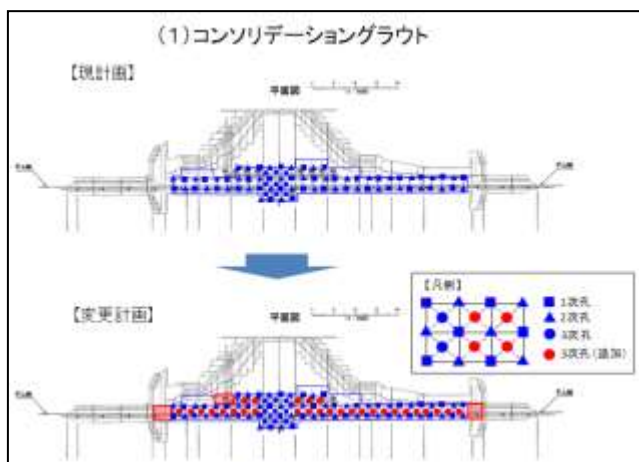 （1）コンソリデーショングラウト
【現計画】
平面図
【変更計画】
平面図
【凡例】
1次孔
2次孔
3次孔
3次孔（追加）